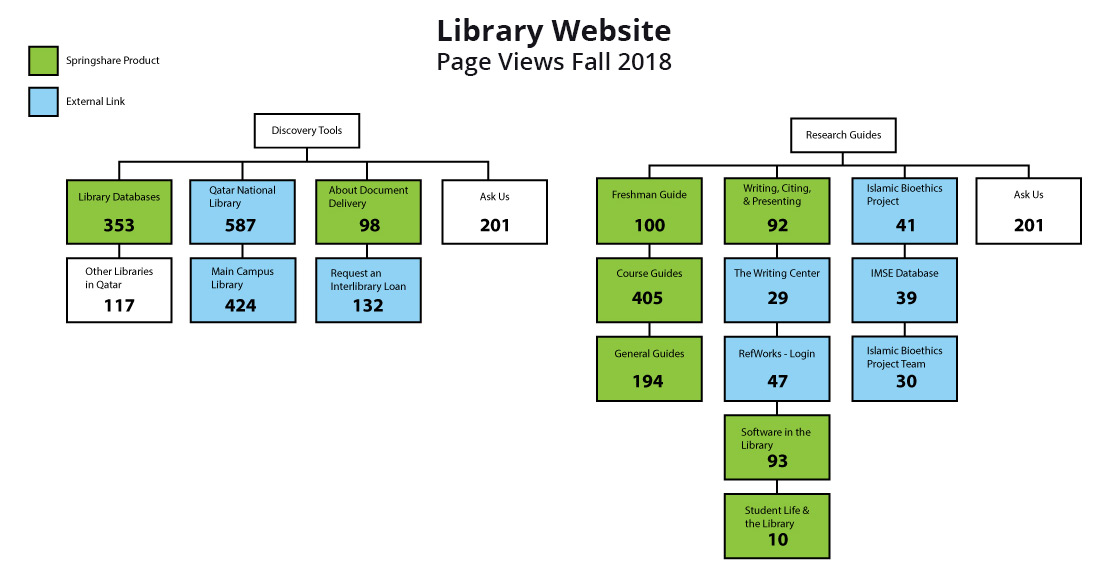 Library Website
Page Views Fall 2018
Springshare Product
External Link
Discovery Tools
Library Databases
353
Qatar National
Library
587
About Document
Delivery
98
Ask Us
201
Other Libraries
in Qatar
117
Main Campus
Library
424
Request an
Interlibrary Loan
132
Research Guides
Freshman Guide
100
Writing, Citing,
& Presenting
92
Islamic Bioethics
Project
41
Ask Us
201
Course Guides
405
The Writing Center
29
IMSE Database
39
General Guides
194
RefWorks - Login
47
Islamic Bioethics
Project Team
30
Software in the
Library
93
Student Life &
the Library
10